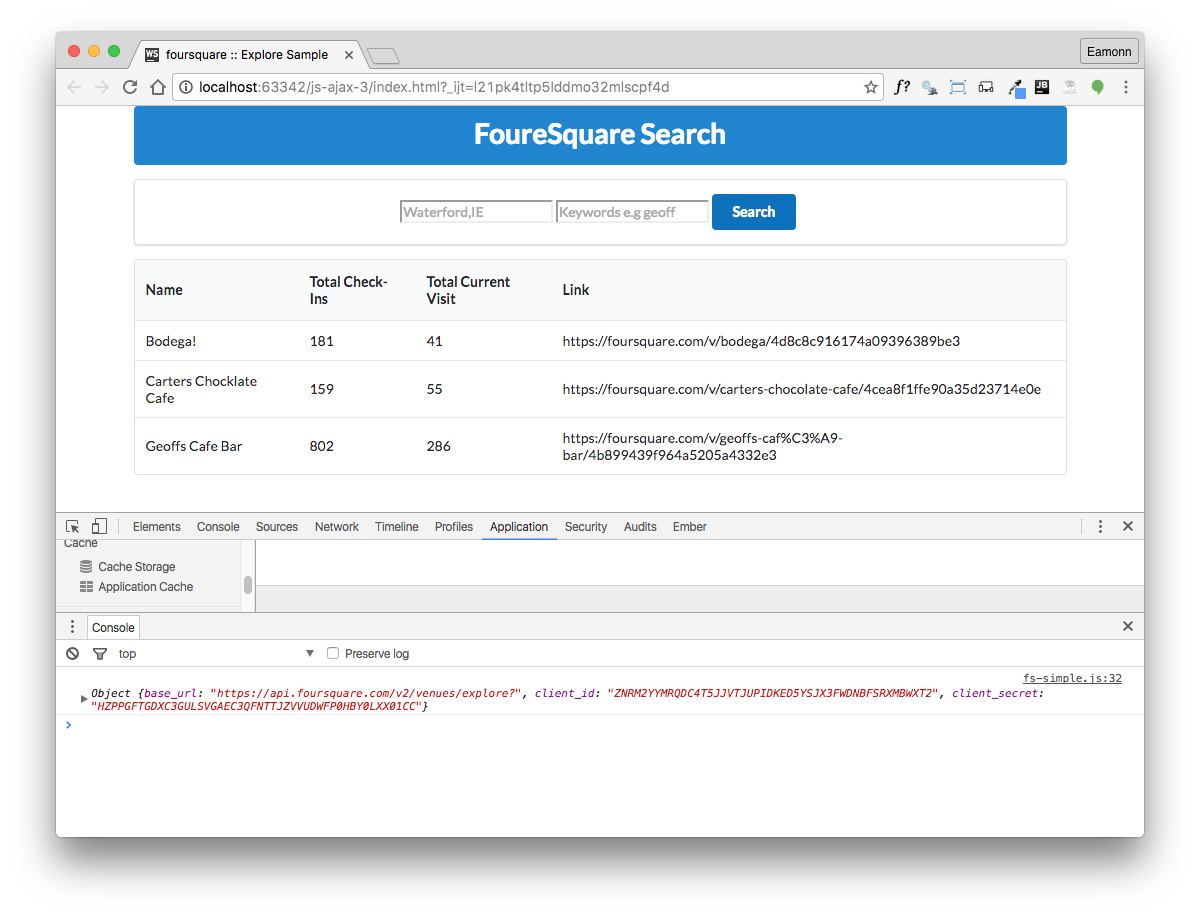 WS foursquare :: Explore Sample
Eamonn
localhost:63342/js-ajax-3/index.html?_ijt=l21pk4tltp5lddmo32mlscpf4d
f?
JB
FoureSquare Search
Waterford,IE Keywords e.g geoff Search
Name Total Check-Ins Total Current Visit Link
Bodega! 181 41 https://foursquare.com/v/bodega/4d8c8c916174a09396389be3
Carters Chocklate Cafe 159 55 https://foursquare.com/v/carters-chocolate-cafe/4cea8f1ffe90a35d23714e0e
Geoffs Cafe Bar 802 286 https://foursquare.com/v/geoffs-caf%C3%A9-bar/4b899439f964a5205a4332e3
Elements Console Sources Network Timeline Profiles Application Security Audits Ember
Cache
Cache Storage
Application Cache
Console
top Preserve log
fs-simple.js:32
Object {base_url: "https://api.foursquare.com/v2/venues/explore?", client_id: "ZNRM2YYMRQDC4T5JJVTJUPIDKED5YSJX3FWDNBFSRXMBWXT2", client_secret:
"HZPPGFTGDXC3GULSVGAEC3QFNTTJZVVUDWFP0HBY0LXX01CC"}